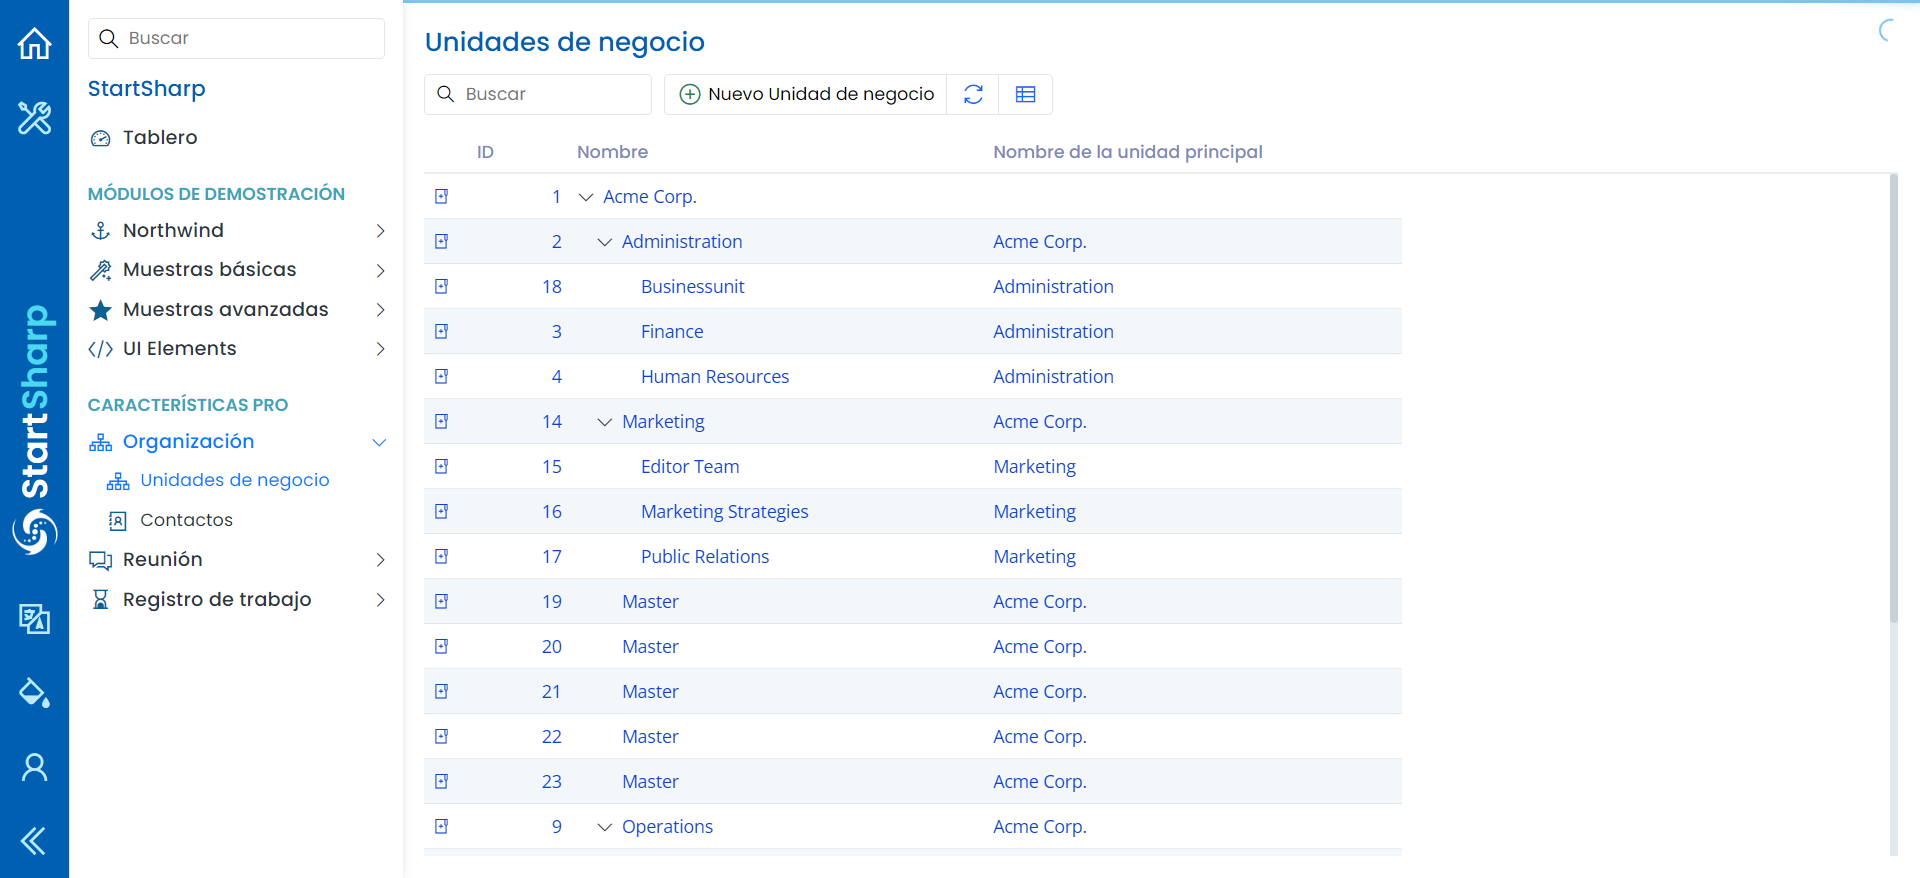 StartSharp
Buscar
StartSharp
Tablero
MÓDULOS DE DEMOSTRACIÓN
Northwind
Muestras básicas
Muestras avanzadas
UI Elements
CARACTERÍSTICAS PRO
Organización
Unidades de negocio
Contactos
Reunión
Registro de trabajo
Unidades de negocio
Buscar
Nuevo Unidad de negocio
ID Nombre Nombre de la unidad principal
1 Acme Corp.
2 Administration Acme Corp.
18 Businessunit Administration
3 Finance Administration
4 Human Resources Administration
14 Marketing Acme Corp.
15 Editor Team Marketing
16 Marketing Strategies Marketing
17 Public Relations Marketing
19 Master Acme Corp.
20 Master Acme Corp.
21 Master Acme Corp.
22 Master Acme Corp.
23 Master Acme Corp.
9 Operations Acme Corp.